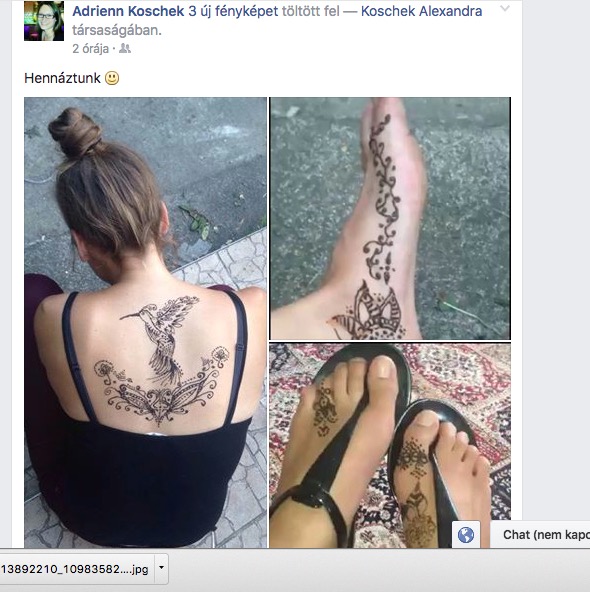 Adrienn Koschek 3 új fényképet töltött fel — Koschek Alexandra
társaságában.
2 órája ·
Hennáztunk
Chat (nem kapc
13892210_10983582....jpg